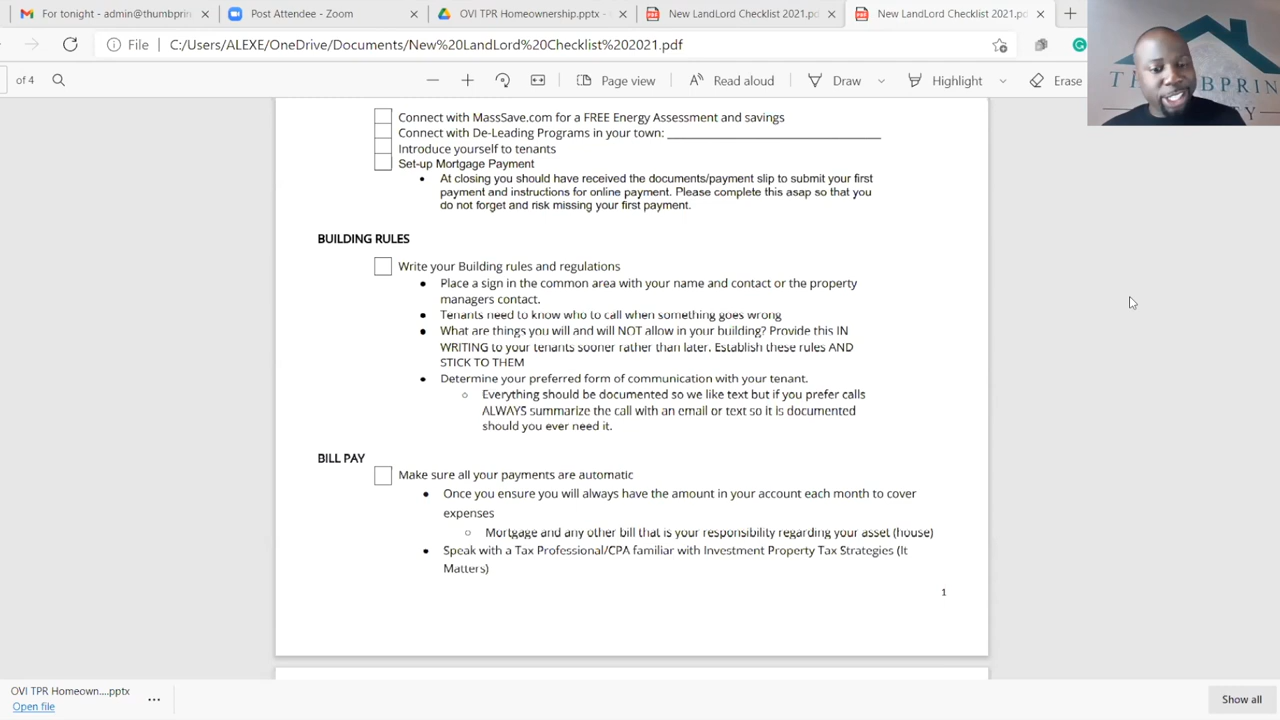 For tonight - admin@thumbprin
Post Attendee - Zoom
OVI TPR Homeownership.pptx -
New LandLord Checklist 2021.pd
New LandLord Checklist 2021.pd
File
C:/Users/ALEXE/OneDrive/Documents/New%20LandLord%20Checklist%202021.pdf
of 4
Page view
Read aloud
Draw
Highlight
Erase
Connect with MassSave.com for a FREE Energy Assessment and savings
Connect with De-Leading Programs in your town:
Introduce yourself to tenants
Set-up Mortgage Payment
At closing you should have received the documents/payment slip to submit your first
payment and instructions for online payment. Please complete this asap so that you
do not forget and risk missing your first payment.
BUILDING RULES
Write your Building rules and regulations
Place a sign in the common area with your name and contact or the property
managers contact.
Tenants need to know who to call when something goes wrong
What are things you will and will NOT allow in your building? Provide this IN
WRITING to your tenants sooner rather than later. Establish these rules AND
STICK TO THEM
Determine your preferred form of communication with your tenant.
Everything should be documented so we like text but if you prefer calls
ALWAYS summarize the call with an email or text so it is documented
should you ever need it.
BILL PAY
Make sure all your payments are automatic
Once you ensure you will always have the amount in your account each month to cover
expenses
Mortgage and any other bill that is your responsibility regarding your asset (house)
Speak with a Tax Professional/CPA familiar with Investment Property Tax Strategies (It
Matters)
1
OVI TPR Homeown....pptx
Open file
Show all